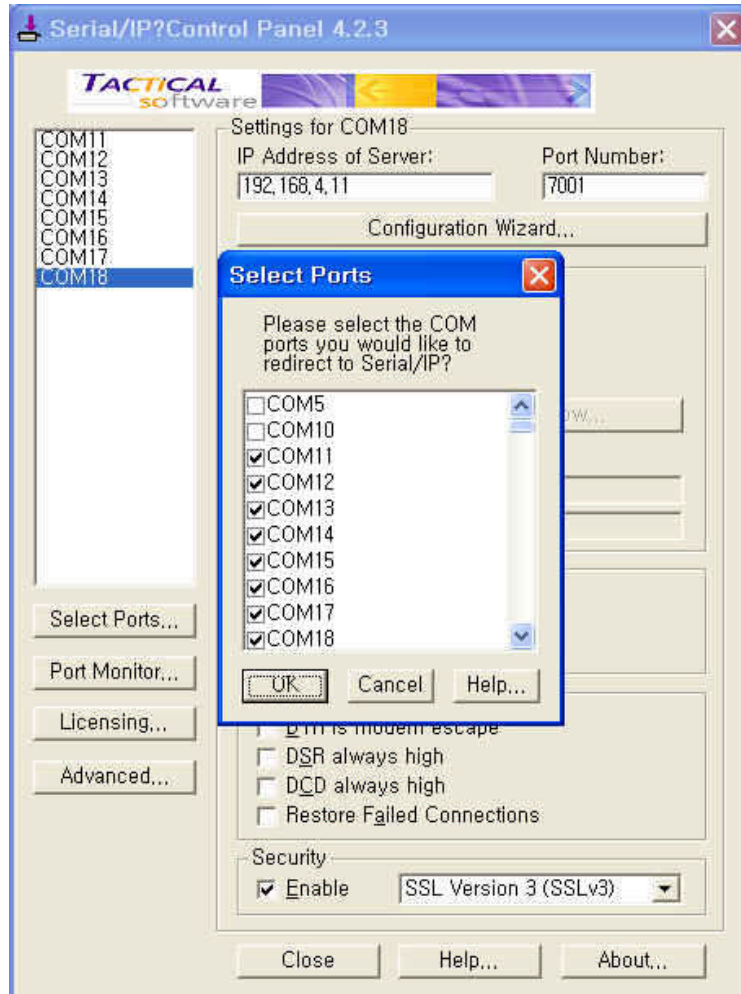 Serial/IP?Control Panel 4.2.3
TACTICAL
software
COM11
COM12
COM13
COM14
COM15
COM16
COM17
COM18
Select Ports...
Port Monitor...
Licensing...
Advanced...
Settings for COM18
IP Address of Server:
Port Number:
192,168,4,11
7001
Configuration Wizard...
Select Ports
Please select the COM
ports you would like to
redirect to Serial/IP?
COM5
COM10
COM11
COM12
COM13
COM14
COM15
COM16
COM17
COM18
OK
Cancel
Help...
is modem escape
DSR always high
DCD always high
Restore Failed Connections
Security
Enable
SSL Version 3 (SSLv3)
Close
Help...
About...